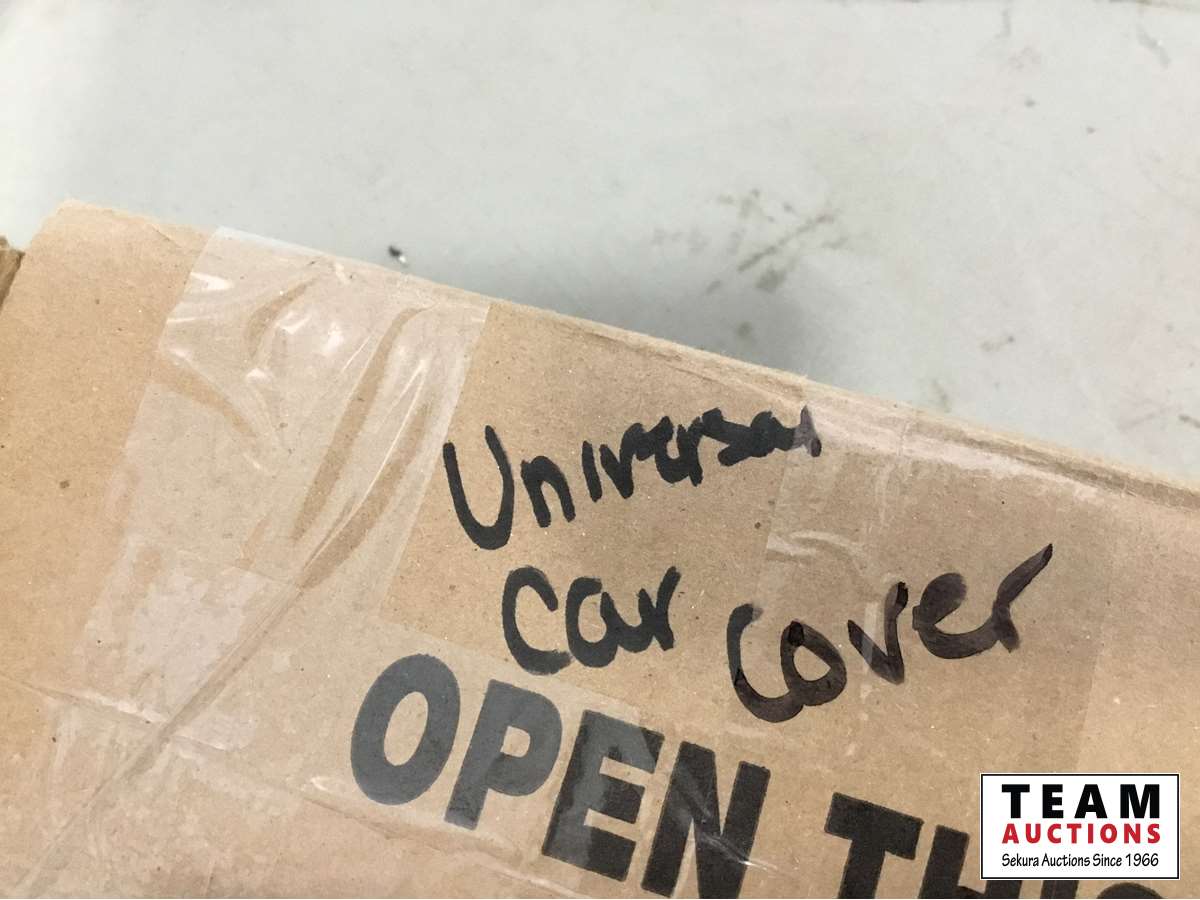 Universal
Car Cover
OPEN THIS
TEAM
AUCTIONS
Sekura Auctions Since 1966